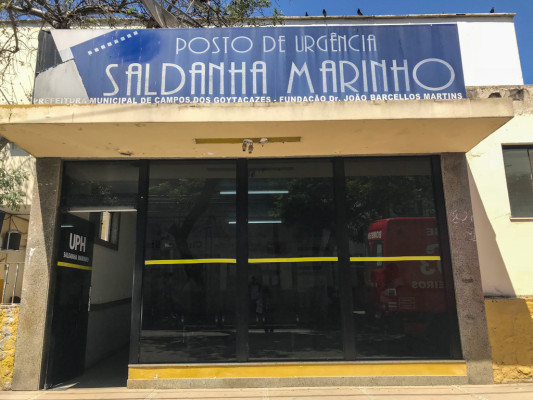 POSTO DE URGÊNCIA
SALDANHA MARINHO
PREFEITURA MUNICIPAL DE CAMPOS DOS GOYTACAZES - FUNDAÇÃO Dr. JOÃO BARCELLOS MARTINS
UPH
SALDANHA MARINHO